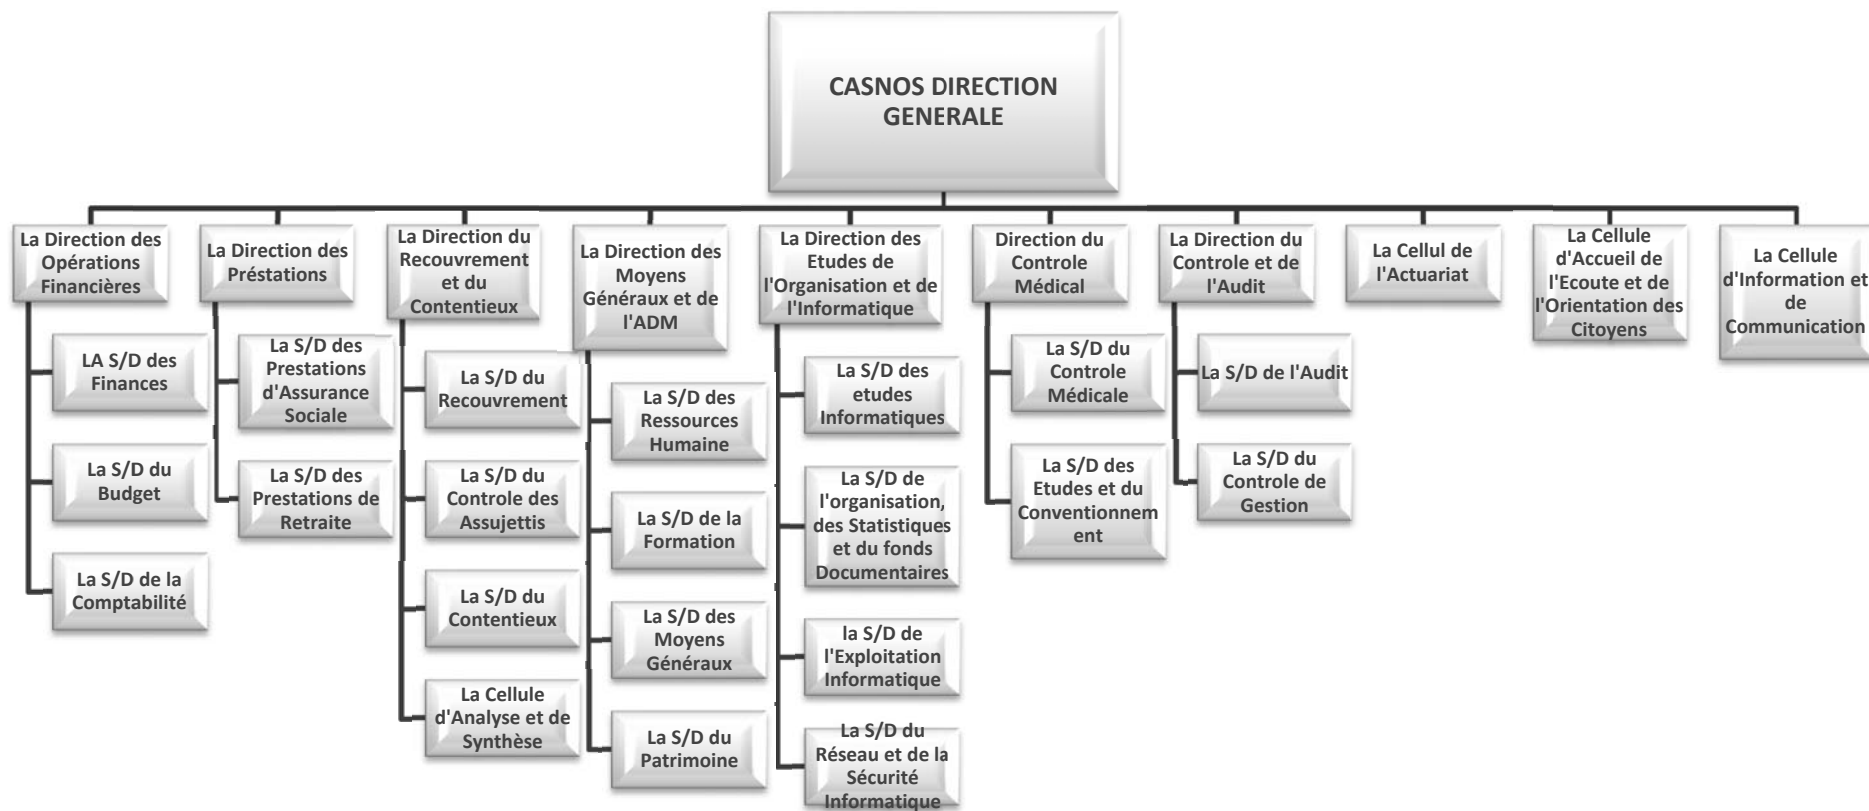 CASNOS DIRECTION
GENERALE
La Direction des
Opérations
Financières
LA S/D des
Finances
La S/D du
Budget
La S/D de la
Comptabilité
La Direction des
Préstations
La S/D des
Prestations
d'Assurance
Sociale
La S/D des
Prestations de
Retraite
La Direction du
Recouvrement
et du
Contentieux
La S/D du
Recouvrement
La S/D du
Controle des
Assujettis
La S/D du
Contentieux
La Cellule
d'Analyse et de
Synthèse
La Direction des
Moyens
Généraux et de
l'ADM
La S/D des
Ressources
Humaine
La S/D de la
Formation
La S/D des
Moyens
Généraux
La S/D du
Patrimoine
La Direction des
Etudes de
l'Organisation et de
l'Informatique
La S/D des
etudes
Informatiques
La S/D de
l'organisation,
des Statistiques
et du fonds
Documentaires
la S/D de
l'Exploitation
Informatique
La S/D du
Réseau et de la
Sécurité
Informatique
Direction du
Controle
Médical
La S/D du
Controle
Médicale
La S/D des
Etudes et du
Conventionnem
ent
La Direction du
Controle et de
l'Audit
La S/D de l'Audit
La S/D du
Controle de
Gestion
La Cellul de
l'Actuariat
La Cellule
d'Accueil de
l'Ecoute et de
l'Orientation des
Citoyens
La Cellule
d'Information et
de
Communication